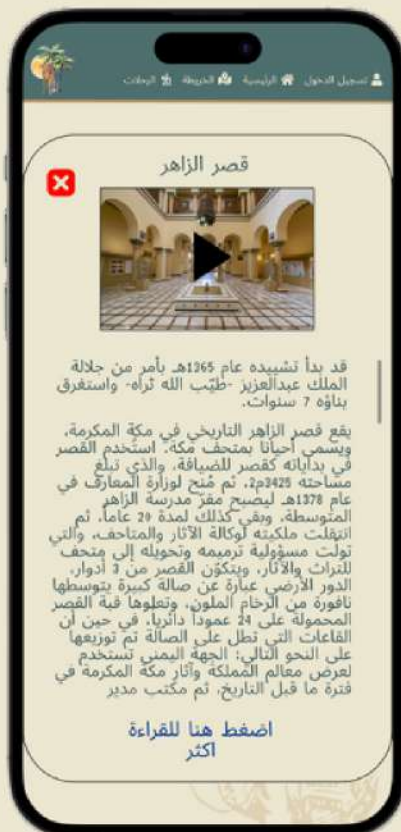 تسجيل الدخول الرئيسية الخريطة الرحلات
قصر الزاهر
قد بدأ تشييده عام 1365هـ بأمر من جلالة
الملك عبدالعزيز -طيّب الله ثراه- واستغرق
بناؤه 7 سنوات.
يقع قصر الزاهر التاريخي في مكة المكرمة،
ويسمى أحيانا بمتحف مكة، استُخدم القصر
في بداياته كقصر للضيافة، والذي تبلغ
مساحته 3425م2، ثم مُنح لوزارة المعارف في
عام 1378هـ ليصبح مقرّ مدرسة الزاهر
المتوسطة، وبقي كذلك لمدة 29 عاماً، ثم
انتقلت ملكيته لوكالة الآثار والمتاحف، والتي
تولت مسؤولية ترميمه وتحويله إلى متحف
للتراث والآثار، ويتكوّن القصر من 3 أدوار،
الدور الأرضي عبارة عن صالة كبيرة يتوسطها
نافورة من الرخام الملون، وتعلوها قبة القصر
المحمولة على 24 عموداً دائريا، في حين أن
القاعات التي تطل على الصالة تم توزيعها
على النحو التالي؛ الجهة اليمنى تستخدم
لعرض معالم المملكة وآثار مكة المكرمة في
فترة ما قبل التاريخ، ثم مكتب مدير
اضغط هنا للقراءة
اكثر